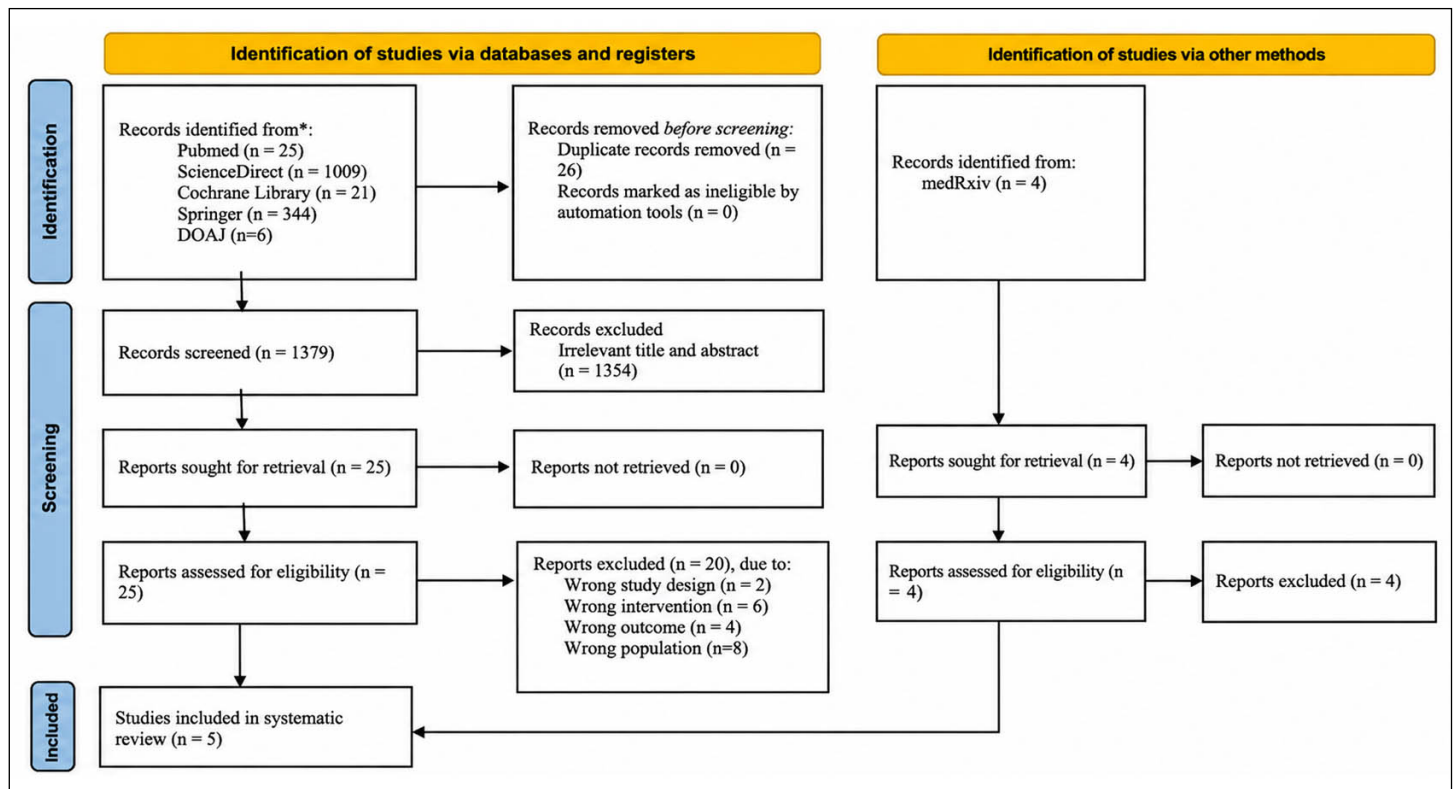 Identification of studies via databases and registers
Identification of studies via other methods
Identification
Records identified from*:
Pubmed (n = 25)
ScienceDirect (n = 1009)
Cochrane Library (n = 21)
Springer (n = 344)
DOAJ (n=6)
Records removed before screening:
Duplicate records removed (n =
26)
Records marked as ineligible by
automation tools (n = 0)
Records identified from:
medRxiv (n = 4)
Screening
Records screened (n = 1379)
Records excluded
Irrelevant title and abstract
(n = 1354)
Reports sought for retrieval (n = 25)
Reports not retrieved (n = 0)
Reports sought for retrieval (n = 4)
Reports not retrieved (n = 0)
Reports assessed for eligibility (n =
25)
Reports excluded (n = 20), due to:
Wrong study design (n = 2)
Wrong intervention (n = 6)
Wrong outcome (n = 4)
Wrong population (n=8)
Reports assessed for eligibility (n
= 4)
Reports excluded (n = 4)
Included
Studies included in systematic
review (n = 5)